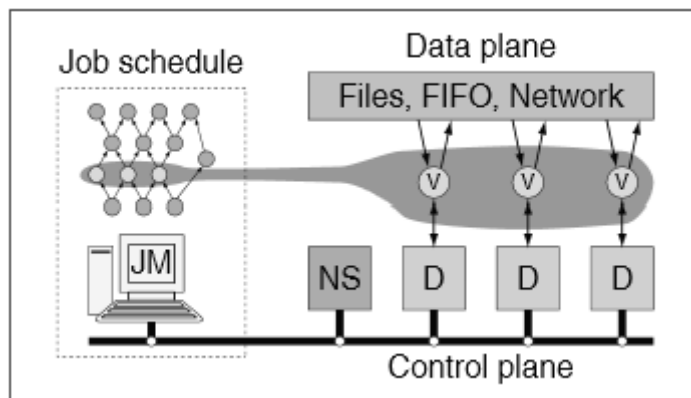 Job schedule
Data plane
Files, FIFO, Network
V V V
JM
NS D D D
Control plane